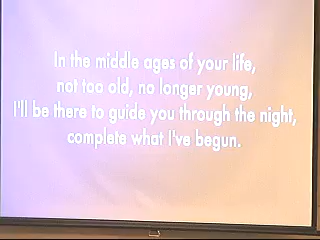 In the middle ages of your life,
not too old, no longer young,
I'll be there to guide you through the night,
complete what I've begun.